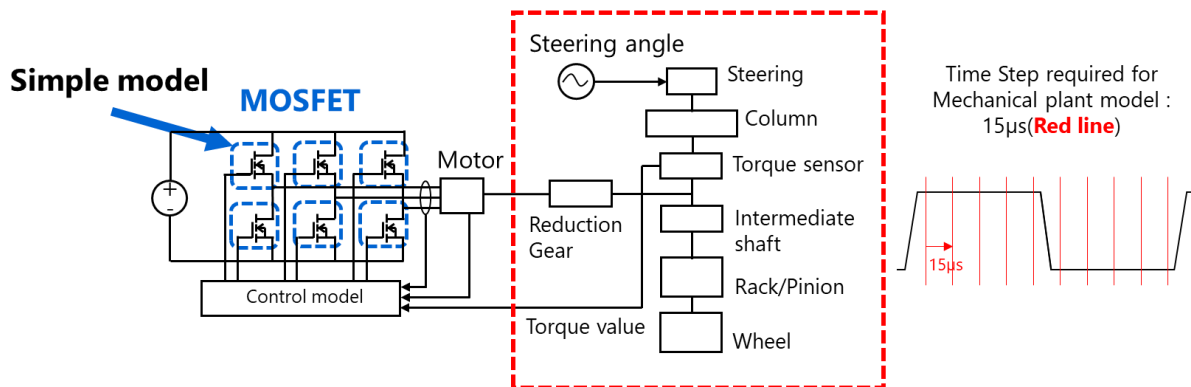 Simple model
MOSFET
+
-
Motor
Control model
Steering angle
Steering
Column
Torque sensor
Reduction
Gear
Intermediate
shaft
Rack/Pinion
Torque value
Wheel
Time Step required for
Mechanical plant model :
15μs(Red line)
15μs